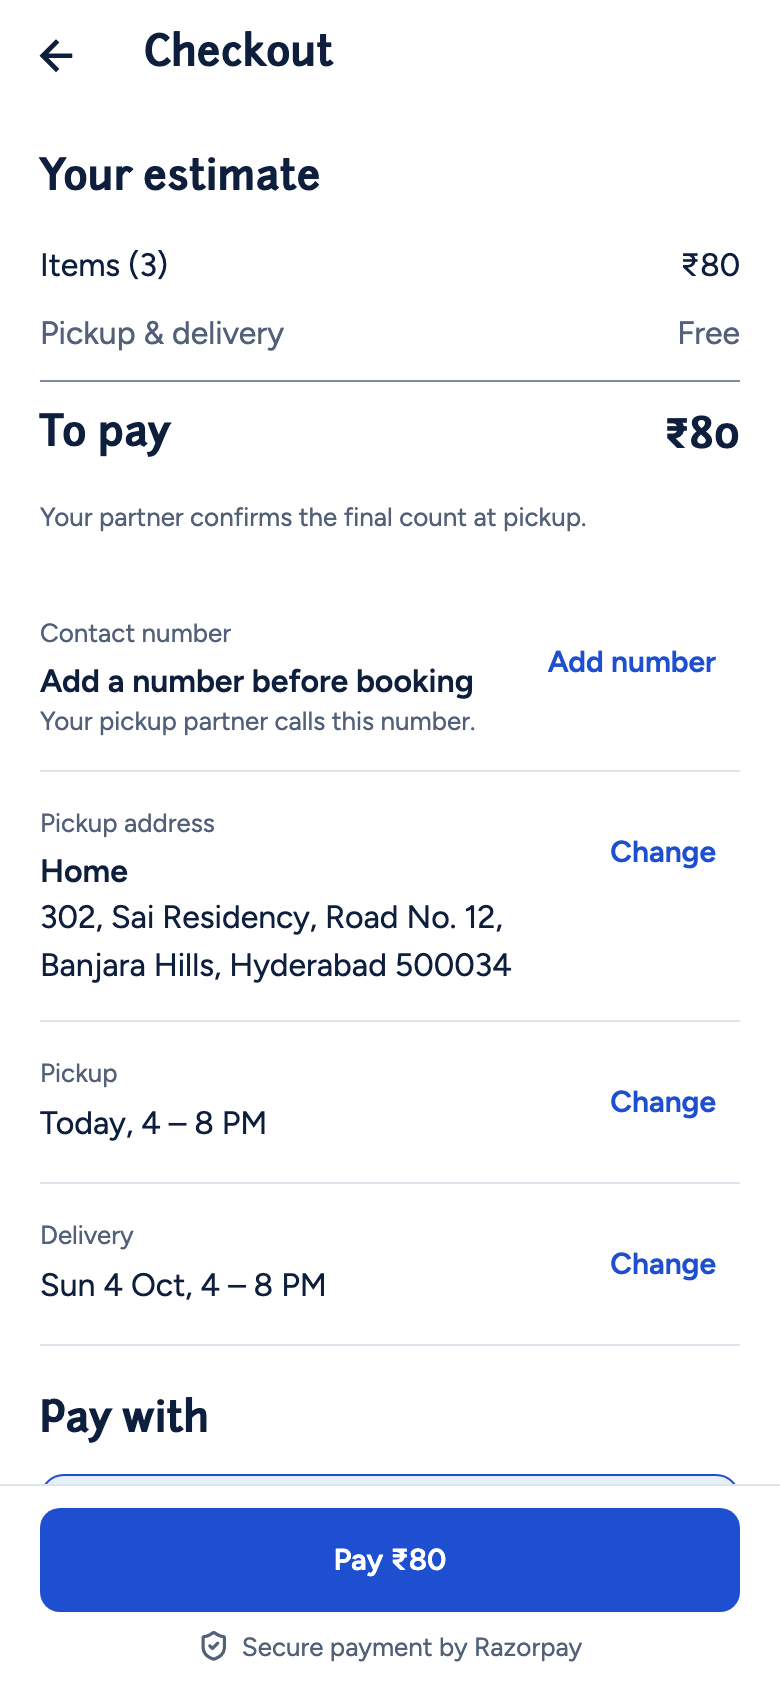 Checkout
Your estimate
Items (3) ₹80
Pickup & delivery Free
To pay ₹80
Your partner confirms the final count at pickup.
Contact number
Add a number before booking
Add number
Your pickup partner calls this number.
Pickup address
Home
Change
302, Sai Residency, Road No. 12,
Banjara Hills, Hyderabad 500034
Pickup
Today, 4 – 8 PM
Change
Delivery
Sun 4 Oct, 4 – 8 PM
Change
Pay with
Pay ₹80
Secure payment by Razorpay